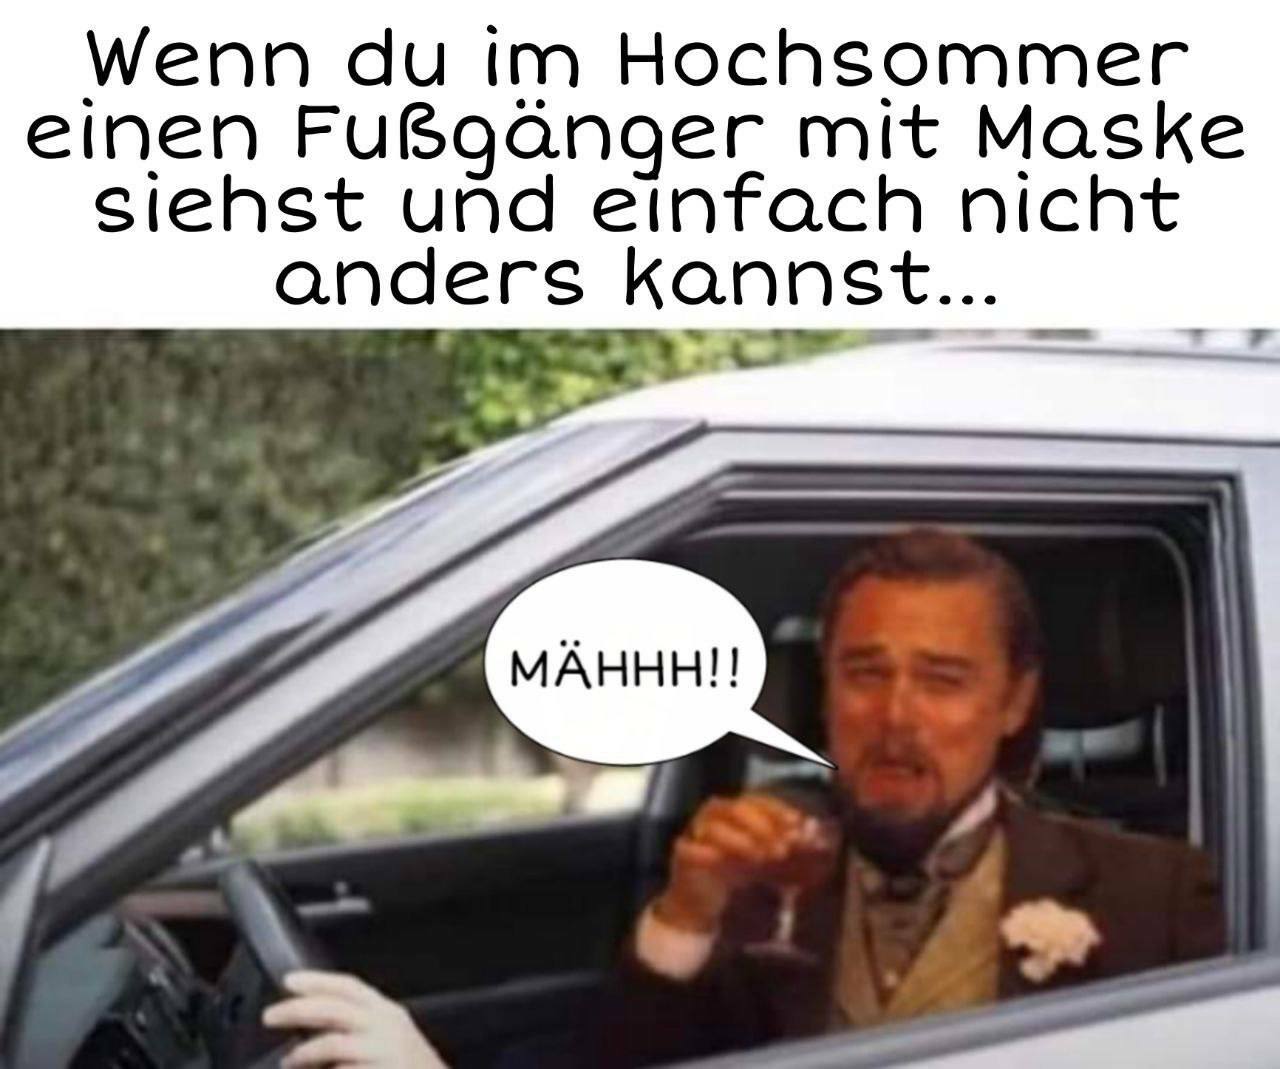 Wenn du im Hochsommer
einen Fußgänger mit Maske
siehst und einfach nicht
anders kannst...
MÄHHH!!